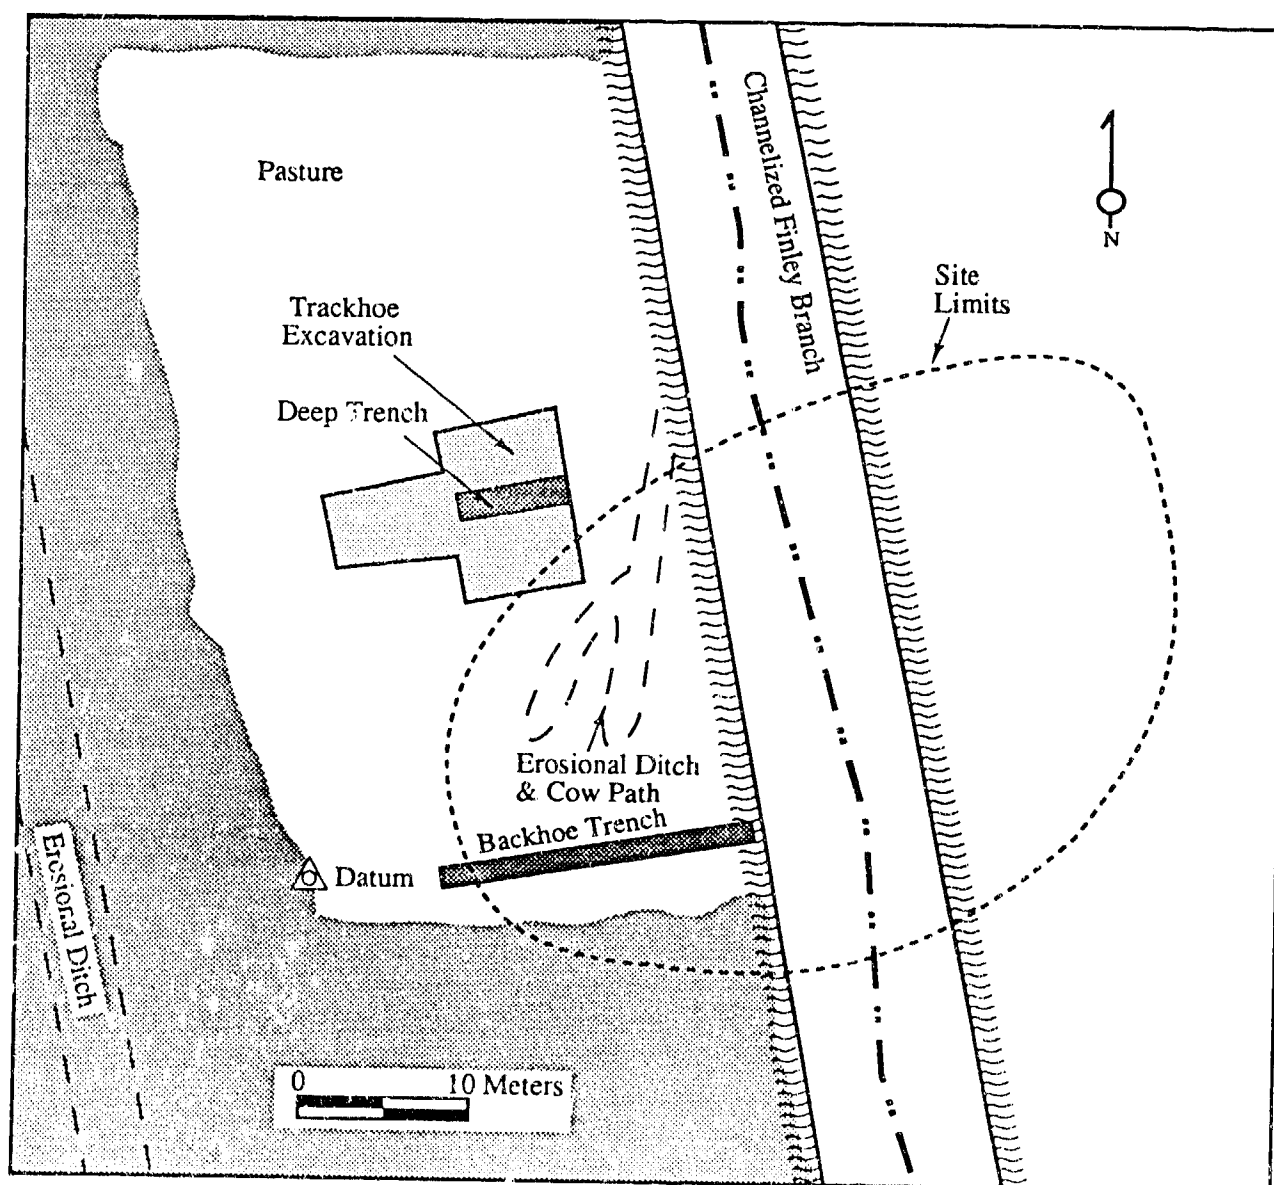 Pasture
Channelized Finley Branch
N
Site
Limits
Trackhoe
Excavation
Deep Trench
Erosional Ditch
& Cow Path
Backhoe Trench
Datum
Erosional Ditch
0 10 Meters